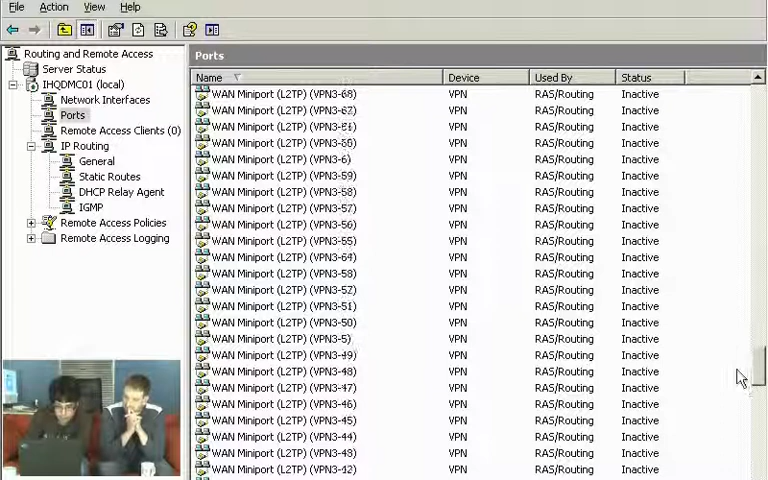 File Action View Help
Routing and Remote Access
Server Status
IHQDMC01 (local)
Network Interfaces
Ports
Remote Access Clients (0)
IP Routing
General
Static Routes
DHCP Relay Agent
IGMP
Remote Access Policies
Remote Access Logging
Ports
Name Device Used By Status
WAN Miniport (L2TP) (VPN3-68) VPN RAS/Routing Inactive
WAN Miniport (L2TP) (VPN3-62) VPN RAS/Routing Inactive
WAN Miniport (L2TP) VPN RAS/Routing Inactive
WAN Miniport (L2TP) VPN RAS/Routing Inactive
WAN Miniport (L2TP) (VPN3-6) VPN RAS/Routing Inactive
WAN Miniport (L2TP) (VPN3-59) VPN RAS/Routing Inactive
WAN Miniport (L2TP) (VPN3-58) VPN RAS/Routing Inactive
WAN Miniport (L2TP) (VPN3-57) VPN RAS/Routing Inactive
WAN Miniport (L2TP) (VPN3-56) VPN RAS/Routing Inactive
WAN Miniport (L2TP) (VPN3-55) VPN RAS/Routing Inactive
WAN Miniport (L2TP) (VPN3-64) VPN RAS/Routing Inactive
WAN Miniport (L2TP) (VPN3-58) VPN RAS/Routing Inactive
WAN Miniport (L2TP) (VPN3-52) VPN RAS/Routing Inactive
WAN Miniport (L2TP) (VPN3-51) VPN RAS/Routing Inactive
WAN Miniport (L2TP) (VPN3-50) VPN RAS/Routing Inactive
WAN Miniport (L2TP) (VPN3-5) VPN RAS/Routing Inactive
WAN Miniport (L2TP) (VPN3-49) VPN RAS/Routing Inactive
WAN Miniport (L2TP) (VPN3-48) VPN RAS/Routing Inactive
WAN Miniport (L2TP) (VPN3-47) VPN RAS/Routing Inactive
WAN Miniport (L2TP) (VPN3-46) VPN RAS/Routing Inactive
WAN Miniport (L2TP) (VPN3-45) VPN RAS/Routing Inactive
WAN Miniport (L2TP) (VPN3-44) VPN RAS/Routing Inactive
WAN Miniport (L2TP) (VPN3-43) VPN RAS/Routing Inactive
WAN Miniport (L2TP) (VPN3-42) VPN RAS/Routing Inactive